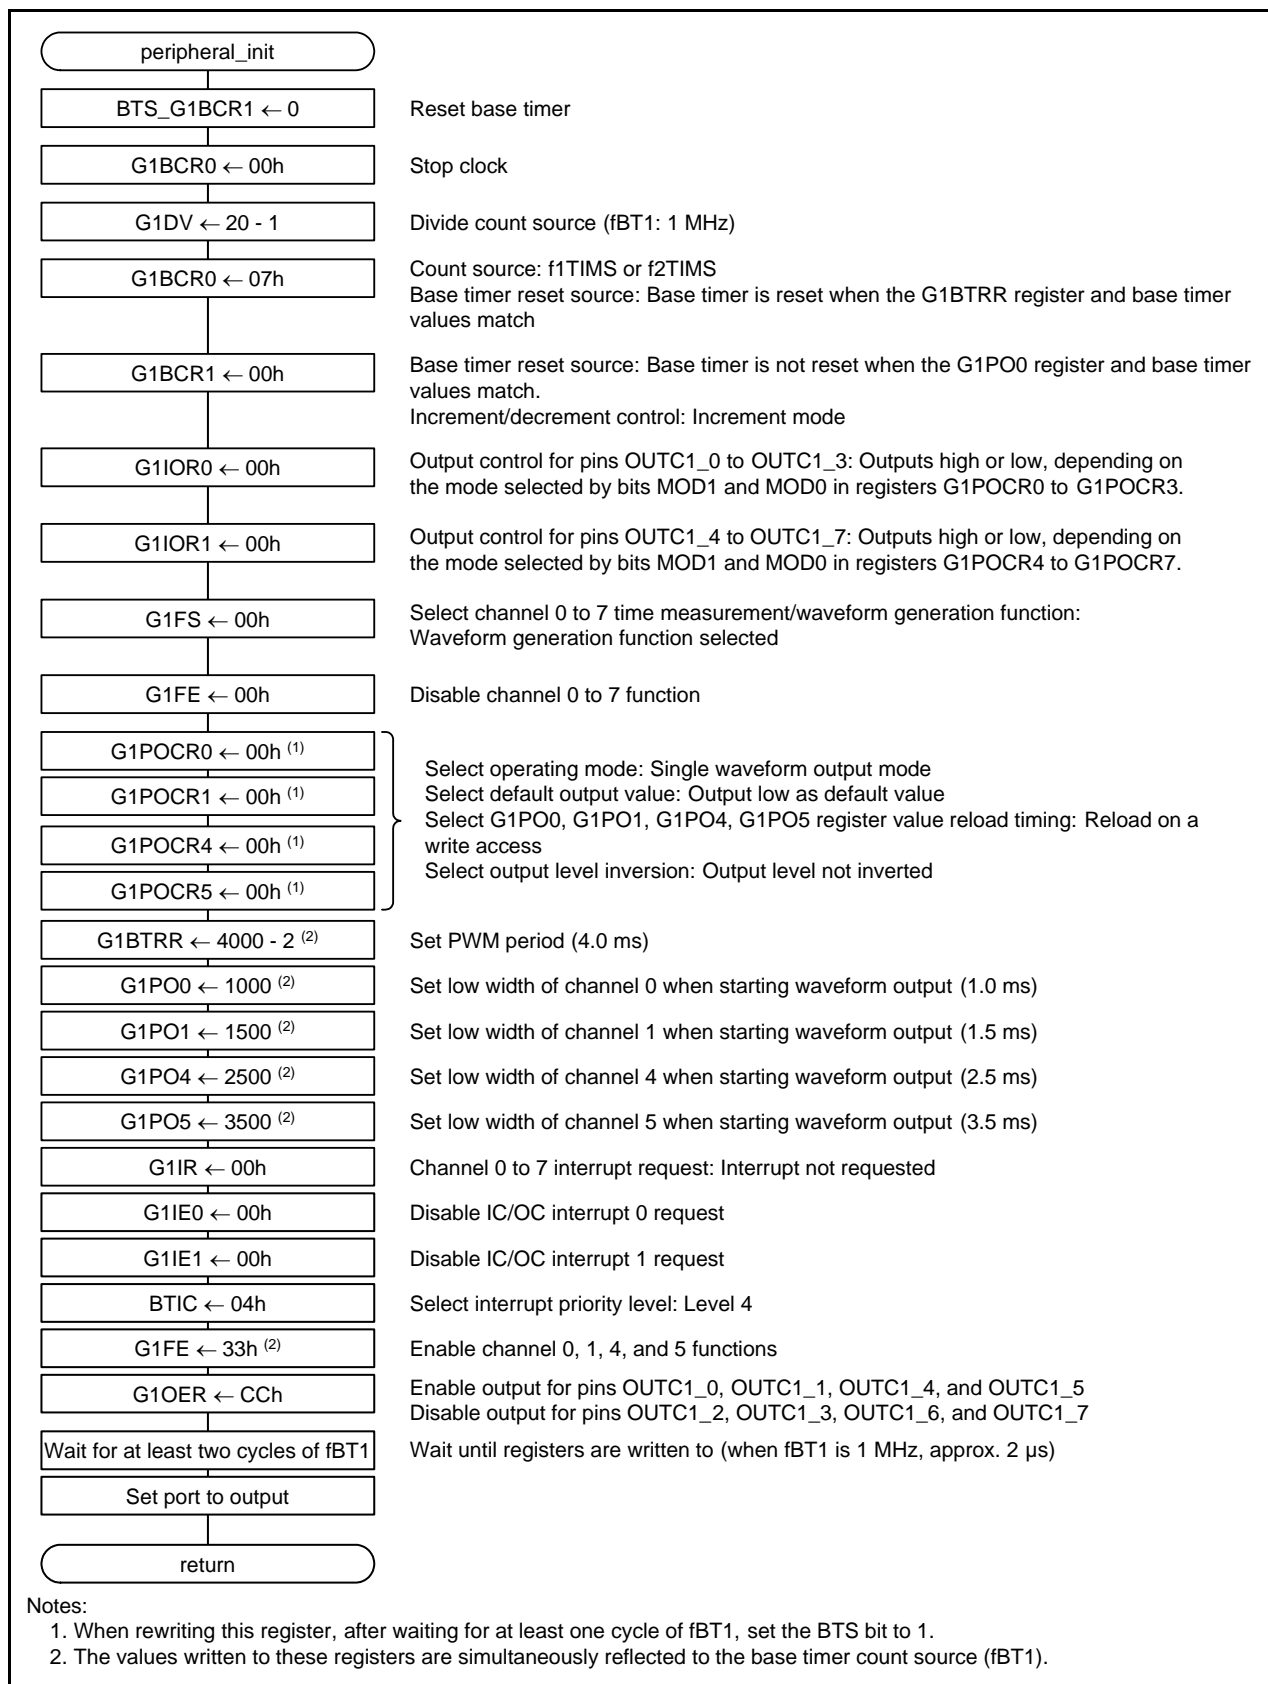 peripheral_init
BTS_G1BCR1 ← 0
Reset base timer
G1BCR0 ← 00h
Stop clock
G1DV ← 20 - 1
Divide count source (fBT1: 1 MHz)
G1BCR0 ← 07h
Count source: f1TIMS or f2TIMS
Base timer reset source: Base timer is reset when the G1BTRR register and base timer
values match
G1BCR1 ← 00h
Base timer reset source: Base timer is not reset when the G1PO0 register and base timer
values match.
Increment/decrement control: Increment mode
G1IOR0 ← 00h
Output control for pins OUTC1_0 to OUTC1_3: Outputs high or low, depending on
the mode selected by bits MOD1 and MOD0 in registers G1POCR0 to G1POCR3.
G1IOR1 ← 00h
Output control for pins OUTC1_4 to OUTC1_7: Outputs high or low, depending on
the mode selected by bits MOD1 and MOD0 in registers G1POCR4 to G1POCR7.
G1FS ← 00h
Select channel 0 to 7 time measurement/waveform generation function:
Waveform generation function selected
G1FE ← 00h
Disable channel 0 to 7 function
G1POCR0 ← 00h (1)
G1POCR1 ← 00h (1)
G1POCR4 ← 00h (1)
G1POCR5 ← 00h (1)
Select operating mode: Single waveform output mode
Select default output value: Output low as default value
Select G1PO0, G1PO1, G1PO4, G1PO5 register value reload timing: Reload on a
write access
Select output level inversion: Output level not inverted
G1BTRR ← 4000 - 2 (2)
Set PWM period (4.0 ms)
G1PO0 ← 1000 (2)
Set low width of channel 0 when starting waveform output (1.0 ms)
G1PO1 ← 1500 (2)
Set low width of channel 1 when starting waveform output (1.5 ms)
G1PO4 ← 2500 (2)
Set low width of channel 4 when starting waveform output (2.5 ms)
G1PO5 ← 3500 (2)
Set low width of channel 5 when starting waveform output (3.5 ms)
G1IR ← 00h
Channel 0 to 7 interrupt request: Interrupt not requested
G1IE0 ← 00h
Disable IC/OC interrupt 0 request
G1IE1 ← 00h
Disable IC/OC interrupt 1 request
BTIC ← 04h
Select interrupt priority level: Level 4
G1FE ← 33h (2)
Enable channel 0, 1, 4, and 5 functions
G1OER ← CCh
Enable output for pins OUTC1_0, OUTC1_1, OUTC1_4, and OUTC1_5
Disable output for pins OUTC1_2, OUTC1_3, OUTC1_6, and OUTC1_7
Wait for at least two cycles of fBT1
Wait until registers are written to (when fBT1 is 1 MHz, approx. 2 µs)
Set port to output
return
Notes:
1. When rewriting this register, after waiting for at least one cycle of fBT1, set the BTS bit to 1.
2. The values written to these registers are simultaneously reflected to the base timer count source (fBT1).